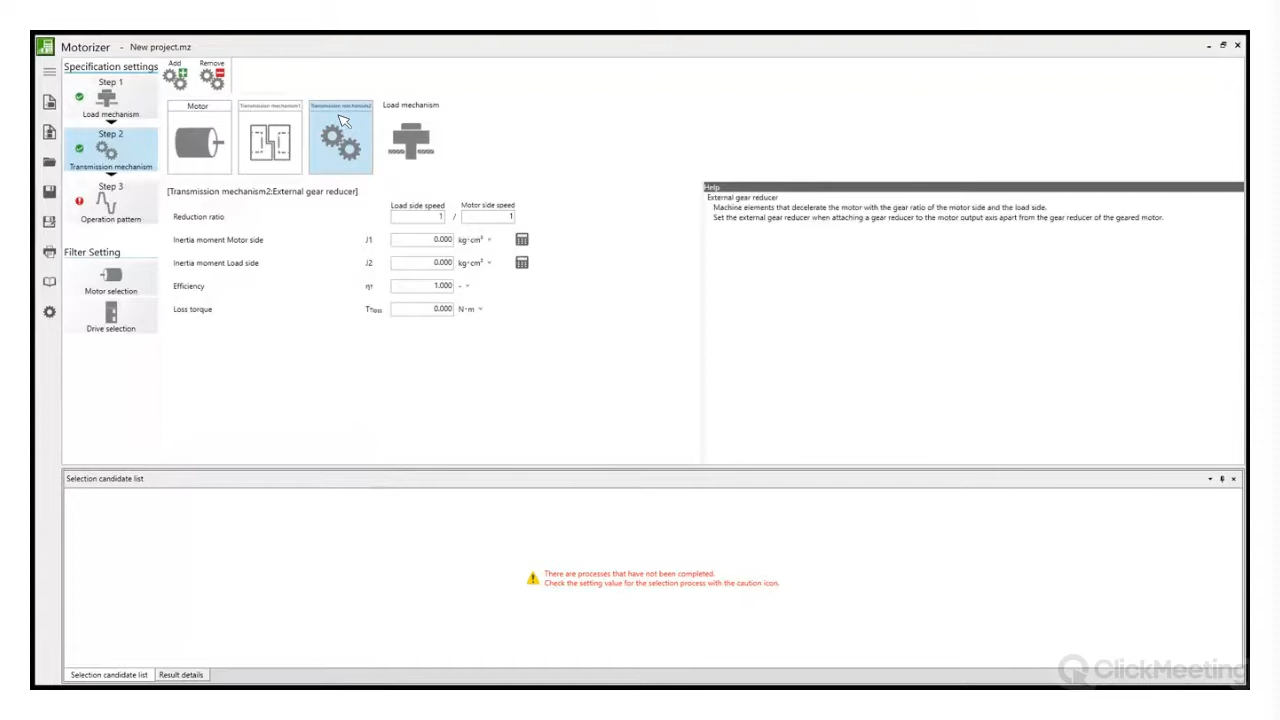 Motorizer - New project.mz
Specification settings
Add
Remove
Step 1
Load mechanism
Step 2
Transmission mechanism
Step 3
Operation pattern
Filter Setting
Motor selection
Drive selection
Motor
Transmission mechanism1
Transmission mechanism2
Load mechanism
[Transmission mechanism2:External gear reducer]
Load side speed
Motor side speed
Reduction ratio 1 / 1
Inertia moment Motor side J1 0.000 kg·cm²
Inertia moment Load side J2 0.000 kg·cm²
Efficiency ηT 1.000 -
Loss torque TTloss 0.000 N·m
Help
External gear reducer
Machine elements that decelerate the motor with the gear ratio of the motor side and the load side.
Set the external gear reducer when attaching a gear reducer to the motor output axis apart from the gear reducer of the geared motor.
Selection candidate list
There are processes that have not been completed.
Check the setting value for the selection process with the caution icon.
Selection candidate list
Result details
ClickMeeting